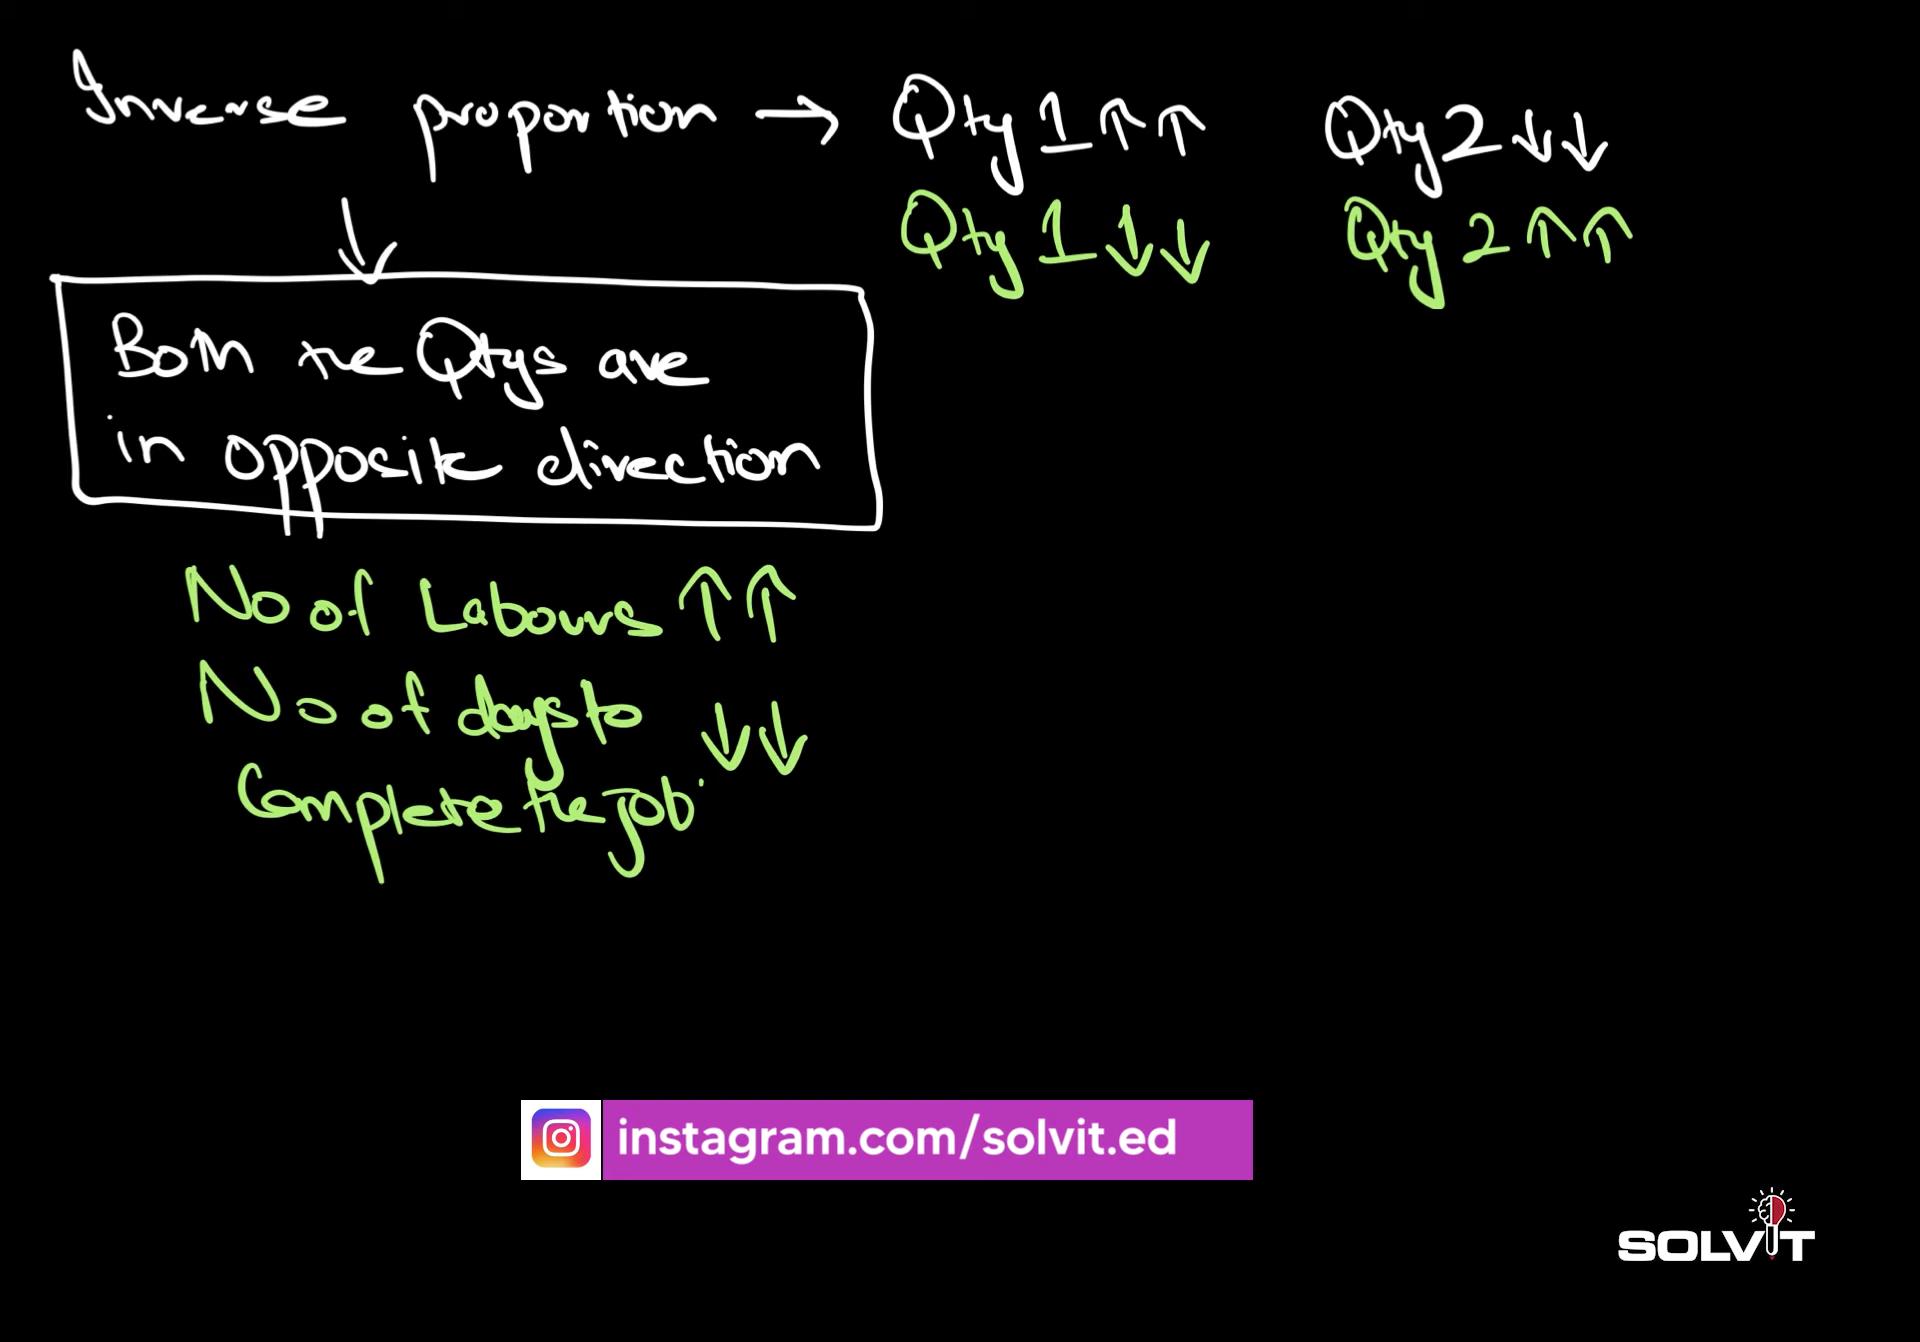 Inverse proportion → Qty 1 ↑↑ Qty 2 ↓↓
Qty 1 ↓↓ Qty 2 ↑↑
↓
Both the Qtys are
in opposite direction
No of Labours ↑↑
No of days to ↓↓
Complete the job
instagram.com/solvit.ed
SOLVIT